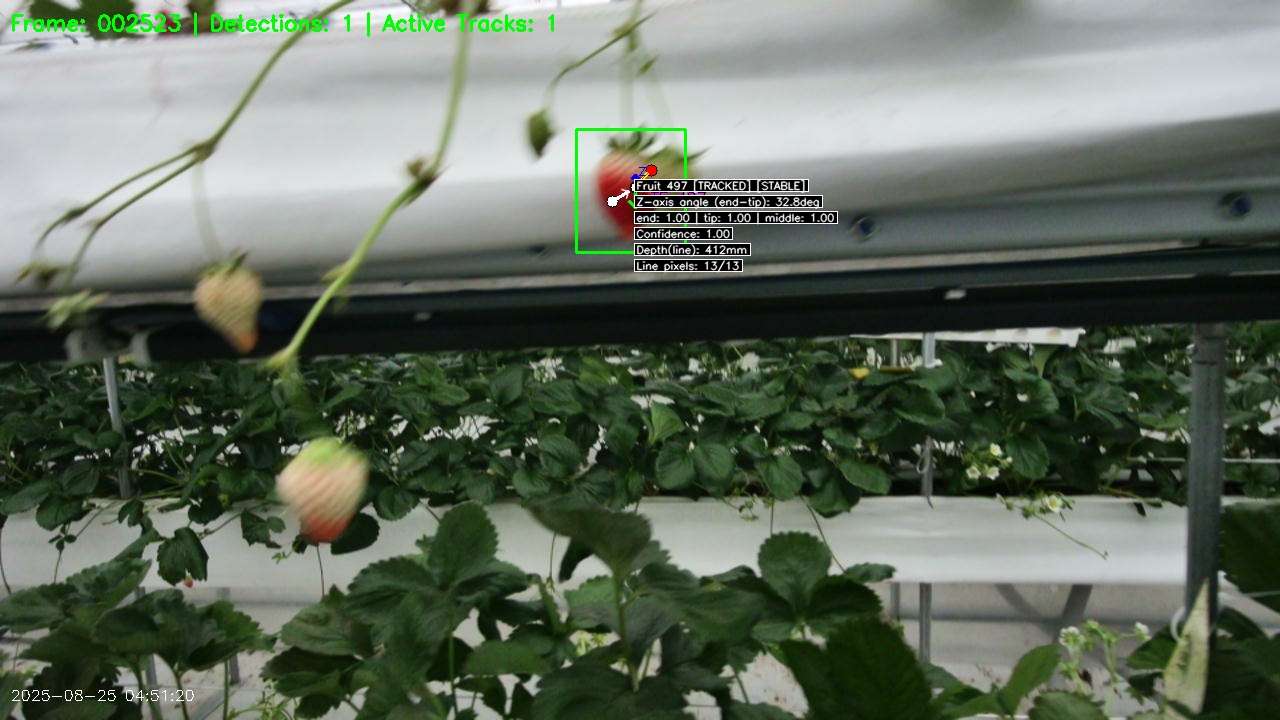 Frame: 002523 | Detections: 1 | Active Tracks: 1
Z
Fruit 497 [TRACKED] [STABLE]
Z-axis angle (end-tip): 32.8deg
end: 1.00 | tip: 1.00 | middle: 1.00
Confidence: 1.00
Depth(line): 412mm
Line pixels: 13/13
2025-08-25 04:51:20